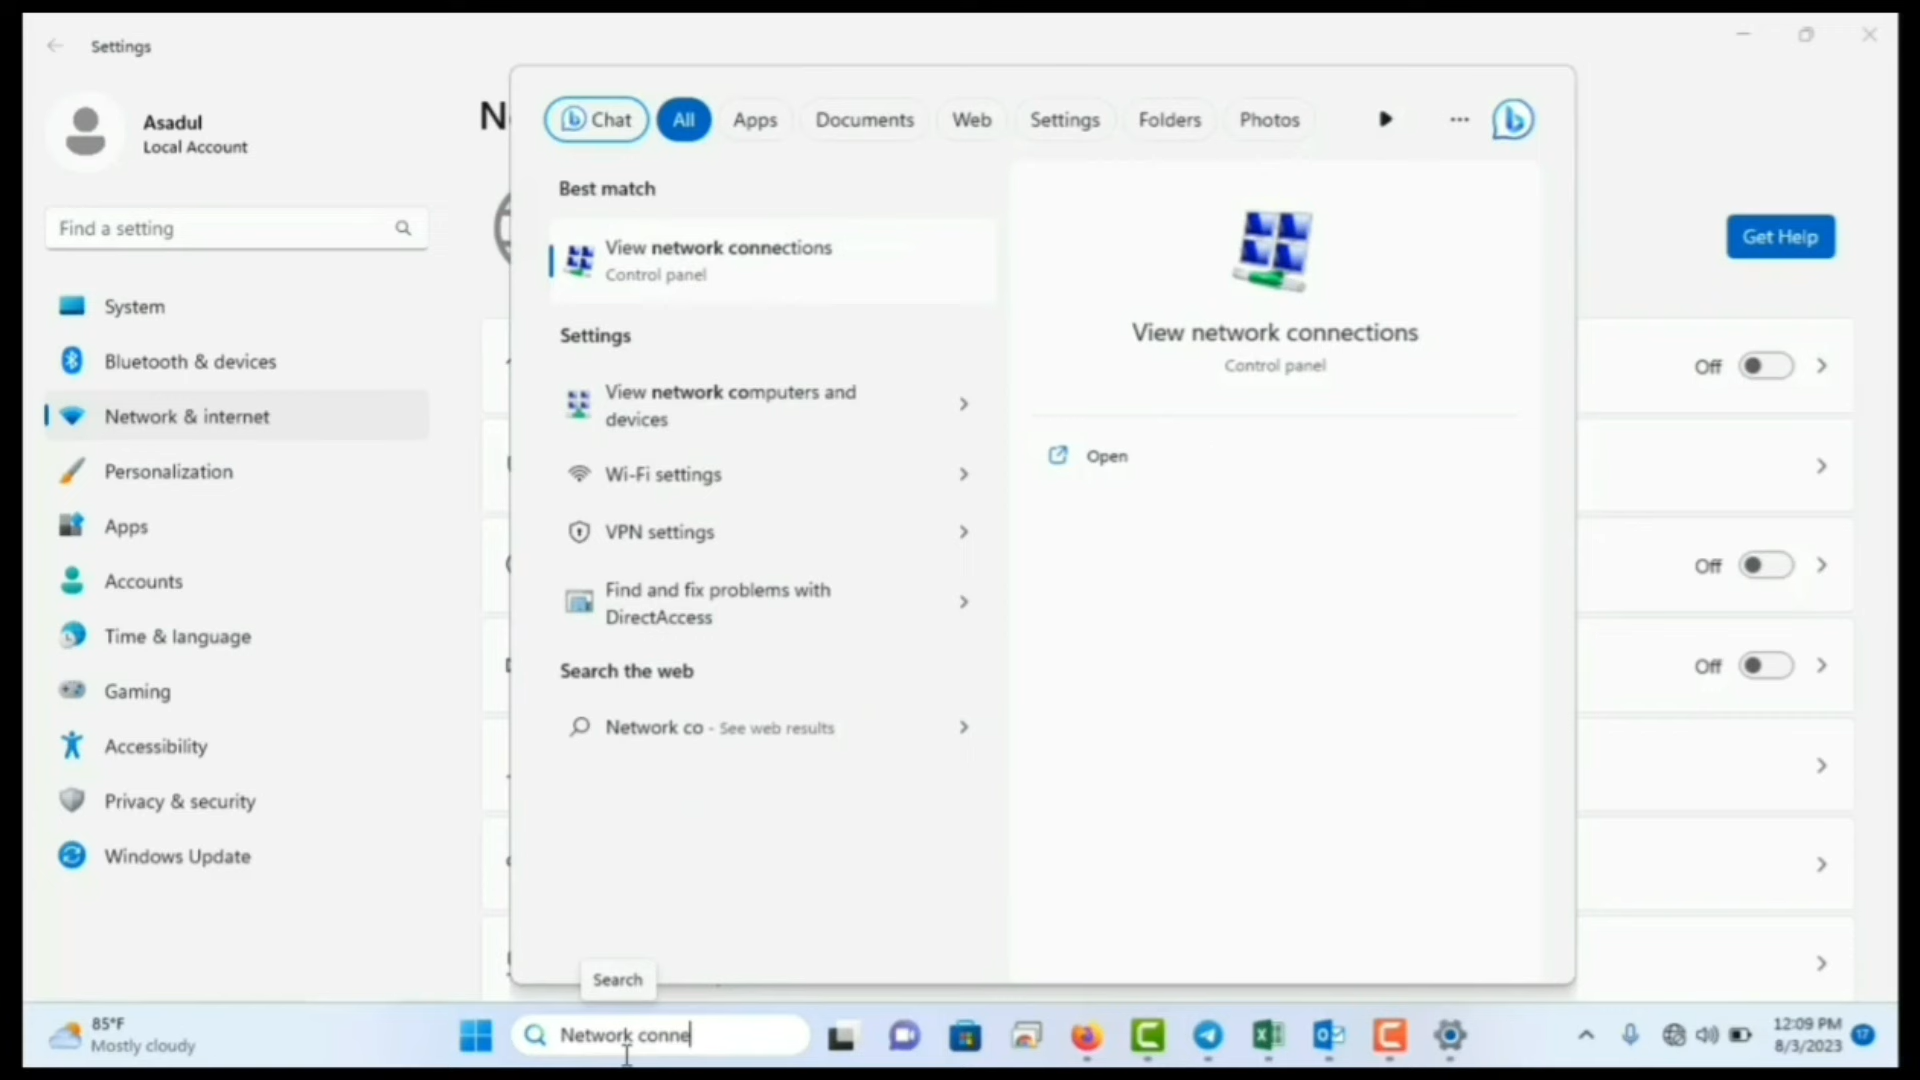 Settings
Asadul
Local Account
Find a setting
System
Bluetooth & devices
Network & internet
Personalization
Apps
Accounts
Time & language
Gaming
Accessibility
Privacy & security
Windows Update
Chat All Apps Documents Web Settings Folders Photos
Best match
View network connections
Control panel
Settings
View network computers and
devices
Wi-Fi settings
VPN settings
Find and fix problems with
DirectAccess
Search the web
Network co - See web results
View network connections
Control panel
Open
Get Help
Off
Off
Off
Search
85°F
Mostly cloudy
Network conne
12:09 PM
8/3/2023
17